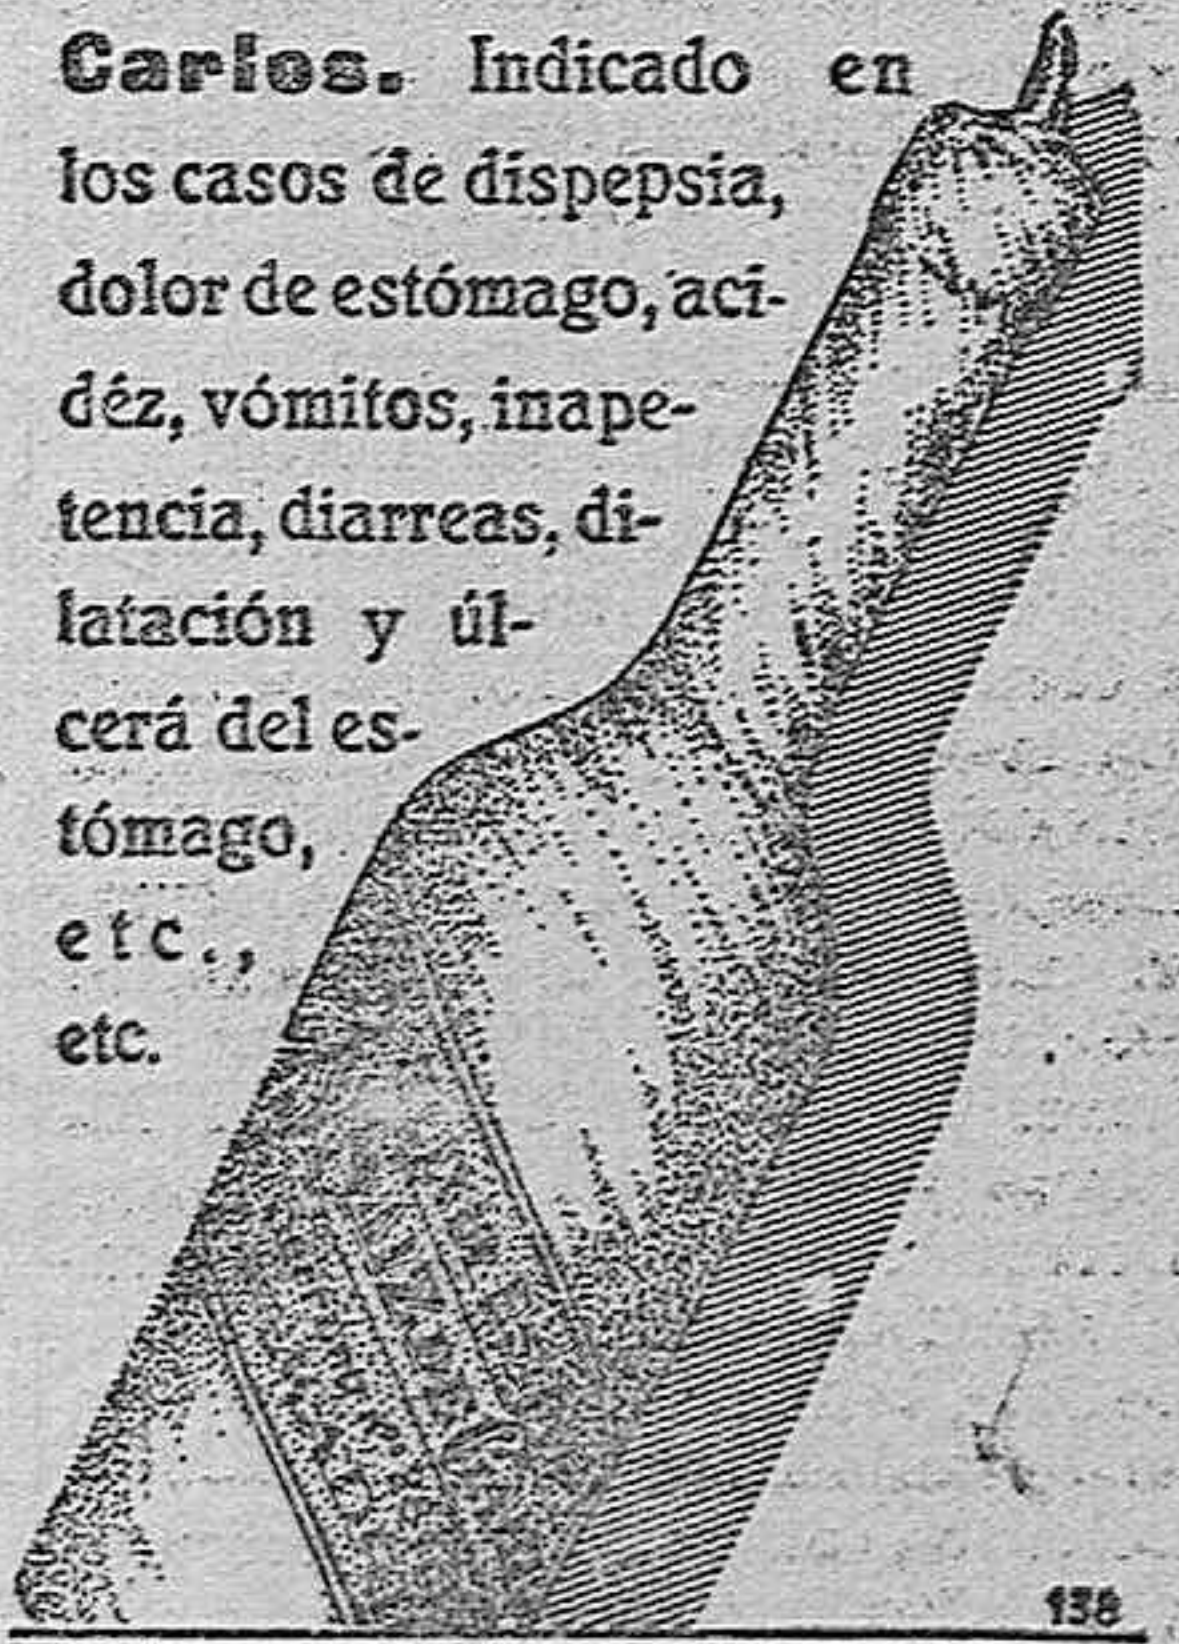 Carlos. Indicado en
los casos de dispepsia,
dolor de estómago, aci-
déz, vómitos, inape-
tencia, diarreas, di-
latación y úl-
cerá del es-
tómago,
etc.,
etc.
138